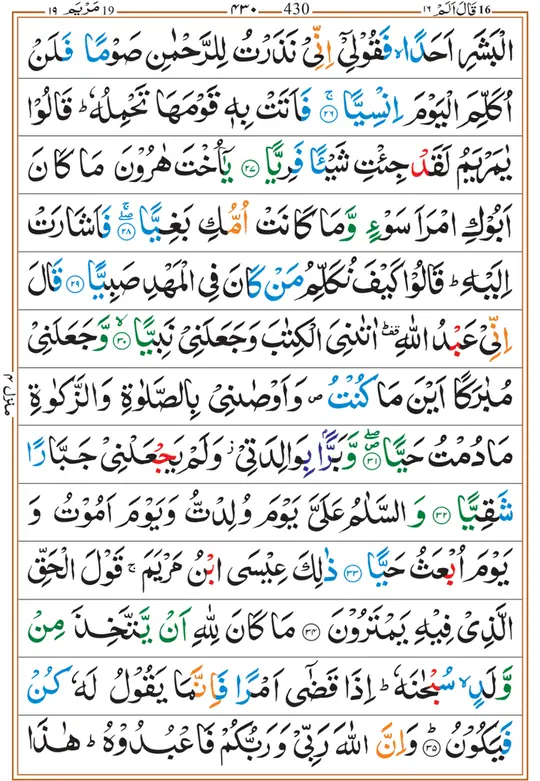 16 قَالَ اَلَمْ ١٦ 430 ٤٣٠ 19 مَرْيَم ١٩
الْبَشَرِ اَحَدًا ۙ فَقُوْلِيْۤ اِنِّيْ نَذَرْتُ لِلرَّحْمٰنِ صَوْمًا فَلَنْ
اُكَلِّمَ الْيَوْمَ اِنْسِيًّا ۚ ٢٦ فَاَتَتْ بِهٖ قَوْمَهَا تَحْمِلُهٗ ؕ قَالُوْا
يٰمَرْيَمُ لَقَدْ جِئْتِ شَيْـًٔا فَرِيًّا ٢٧ يٰۤاُخْتَ هٰرُوْنَ مَا كَانَ
اَبُوْكِ امْرَاَ سَوْءٍ وَّمَا كَانَتْ اُمُّكِ بَغِيًّا ۖۚ ٢٨ فَاَشَارَتْ
اِلَيْهِ ؕ قَالُوْا كَيْفَ نُكَلِّمُ مَنْ كَانَ فِي الْمَهْدِ صَبِيًّا ٢٩ قَالَ
اِنِّيْ عَبْدُ اللّٰهِ ؕ۫ اٰتٰىنِيَ الْكِتٰبَ وَجَعَلَنِيْ نَبِيًّا ۙ ٣٠ وَّجَعَلَنِيْ
مُبٰرَكًا اَيْنَ مَا كُنْتُ ۪ وَاَوْصٰنِيْ بِالصَّلٰوةِ وَالزَّكٰوةِ
مَا دُمْتُ حَيًّا ۪ۖ ٣١ وَّبَرًّۢا بِوَالِدَتِيْ ؗ وَلَمْ يَجْعَلْنِيْ جَبَّارًا
شَقِيًّا ٣٢ وَ السَّلٰمُ عَلَيَّ يَوْمَ وُلِدْتُّ وَيَوْمَ اَمُوْتُ وَ
يَوْمَ اُبْعَثُ حَيًّا ٣٣ ذٰلِكَ عِيْسَى ابْنُ مَرْيَمَ ۚ قَوْلَ الْحَقِّ
الَّذِيْ فِيْهِ يَمْتَرُوْنَ ٣٤ مَا كَانَ لِلّٰهِ اَنْ يَّتَّخِذَ مِنْ
وَّلَدٍ ۙ سُبْحٰنَهٗ ؕ اِذَا قَضٰۤى اَمْرًا فَاِنَّمَا يَقُوْلُ لَهٗ كُنْ
فَيَكُوْنُ ؕ ٣٥ وَاِنَّ اللّٰهَ رَبِّيْ وَرَبُّكُمْ فَاعْبُدُوْهُ ؕ هٰذَا
منزل ٤